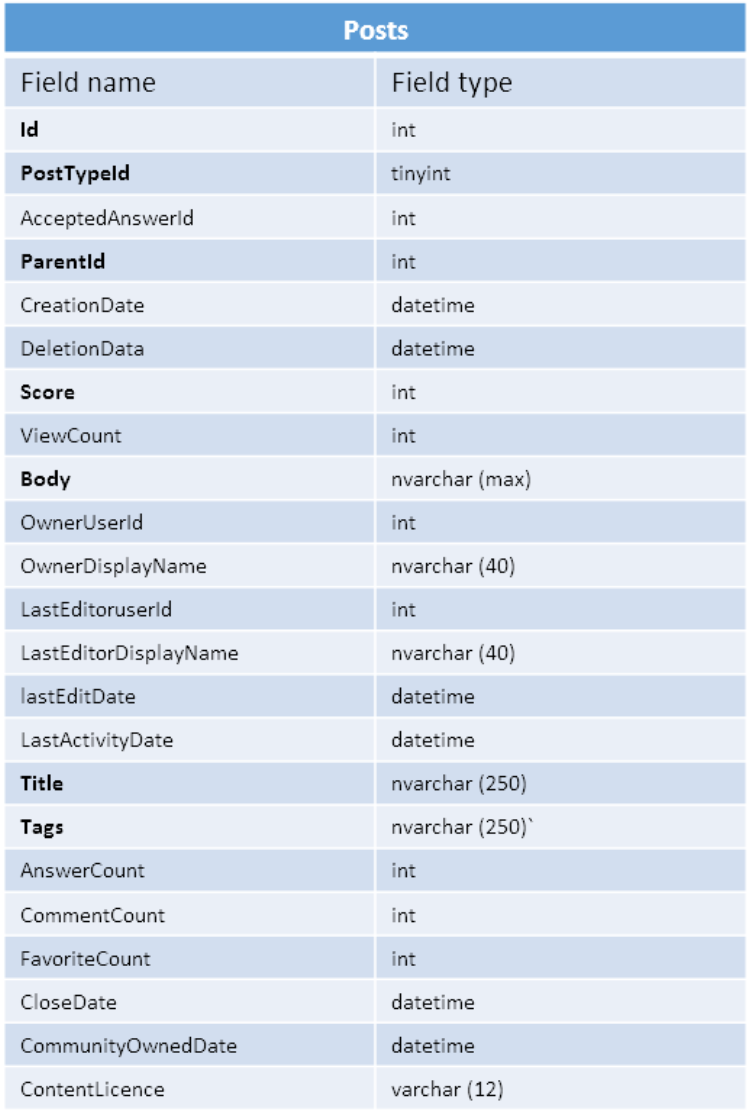 Posts
Field name Field type
Id int
PostTypeId tinyint
AcceptedAnswerId int
ParentId int
CreationDate datetime
DeletionData datetime
Score int
ViewCount int
Body nvarchar (max)
OwnerUserId int
OwnerDisplayName nvarchar (40)
LastEditoruserId int
LastEditorDisplayName nvarchar (40)
lastEditDate datetime
LastActivityDate datetime
Title nvarchar (250)
Tags nvarchar (250)`
AnswerCount int
CommentCount int
FavoriteCount int
CloseDate datetime
CommunityOwnedDate datetime
ContentLicence varchar (12)